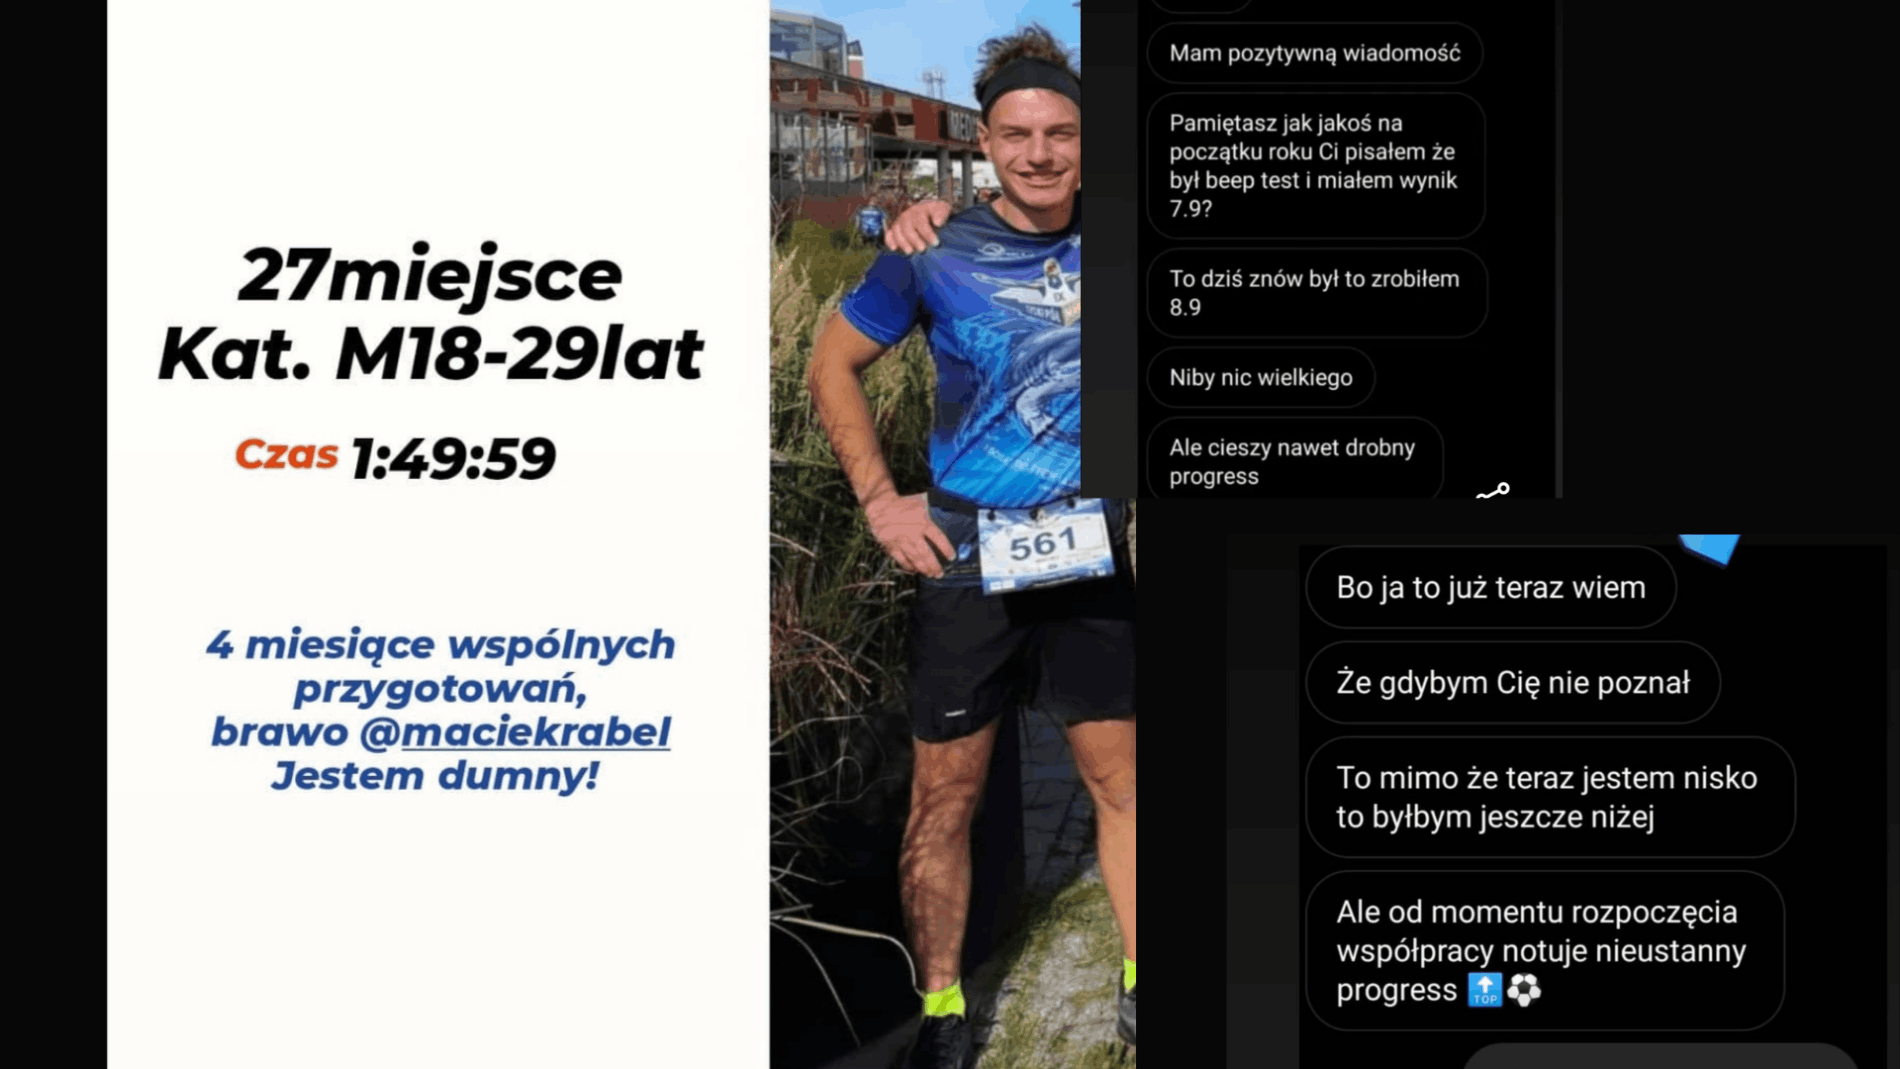 27miejsce
Kat. M18-29lat
Czas 1:49:59
4 miesiące wspólnych
przygotowań,
brawo @maciekrabel
Jestem dumny!
561
Mam pozytywną wiadomość
Pamiętasz jak jakoś na
początku roku Ci pisałem że
był beep test i miałem wynik
7.9?
To dziś znów był to zrobiłem
8.9
Niby nic wielkiego
Ale cieszy nawet drobny
progress
Bo ja to już teraz wiem
Że gdybym Cię nie poznał
To mimo że teraz jestem nisko
to byłbym jeszcze niżej
Ale od momentu rozpoczęcia
współpracy notuje nieustanny
progress 🔝⚽